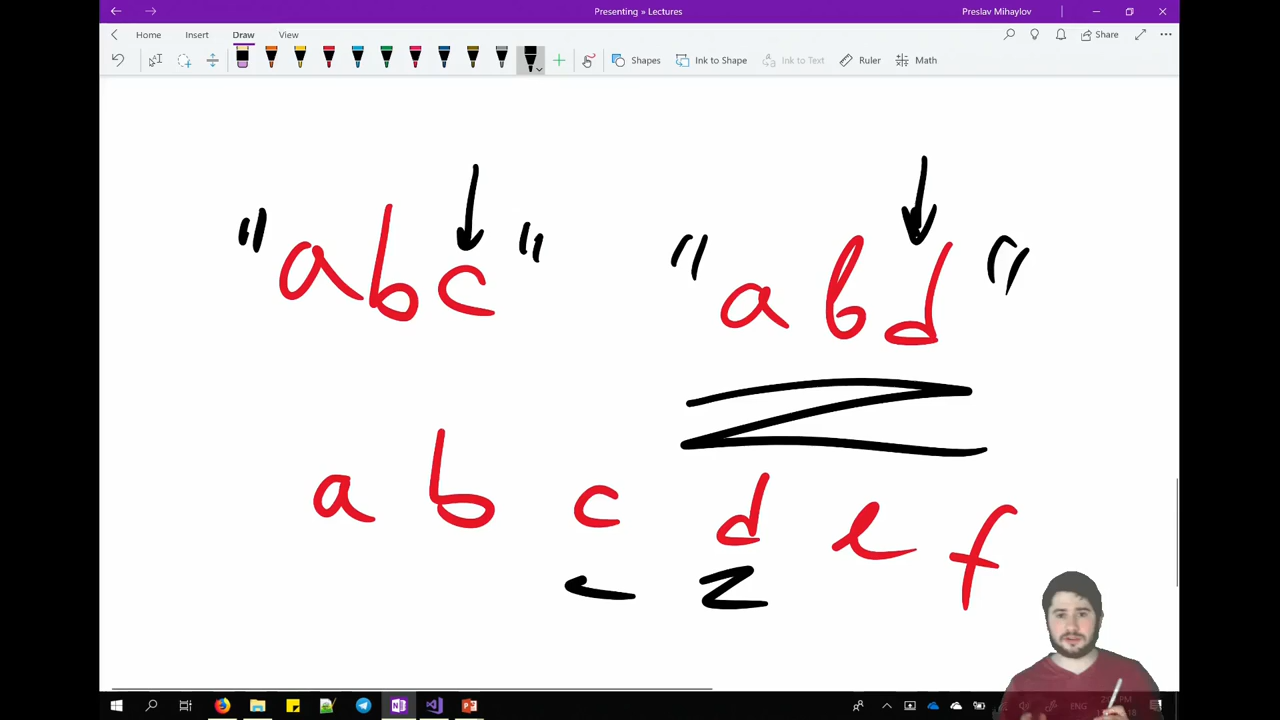 Presenting » Lectures
Preslav Mihaylov
Home Insert Draw View
Share
Shapes Ink to Shape Ink to Text Ruler Math
"abc" "abd"
a b c d e f
ENG